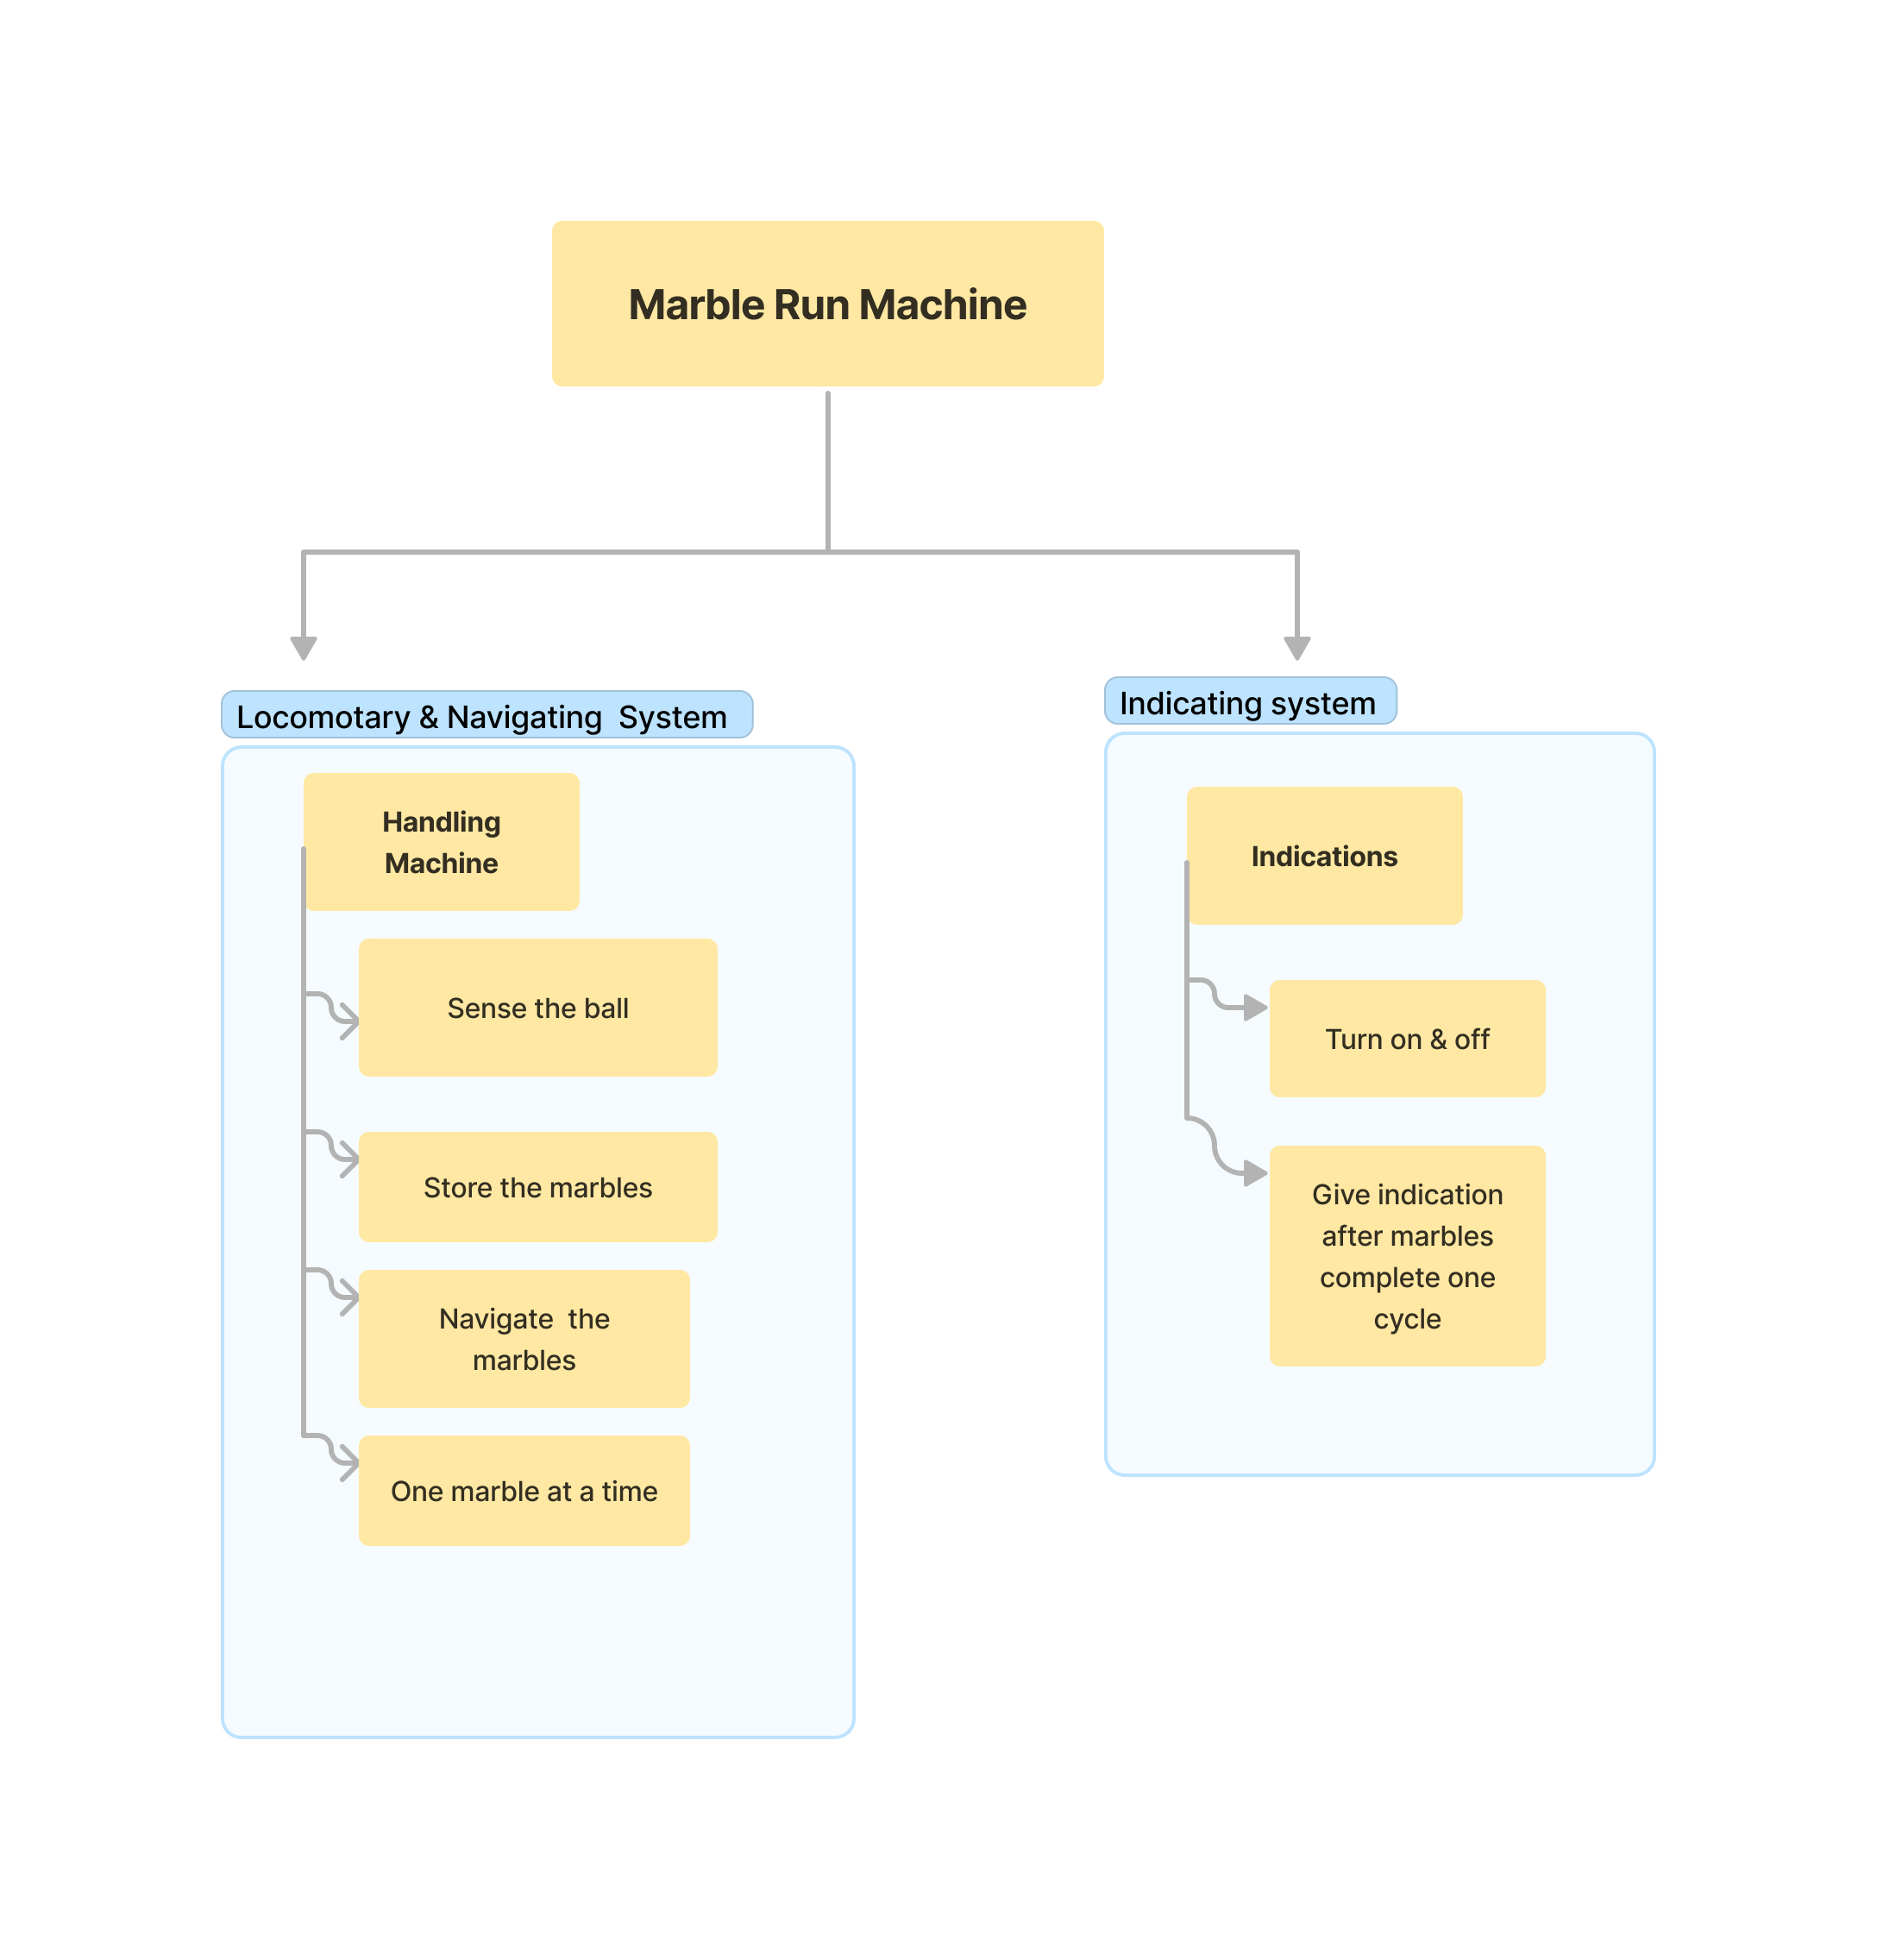 Marble Run Machine
Locomotary & Navigating  System
Handling
Machine
Sense the ball
Store the marbles
Navigate  the
marbles
One marble at a time
Indicating system
Indications
Turn on & off
Give indication
after marbles
complete one
cycle